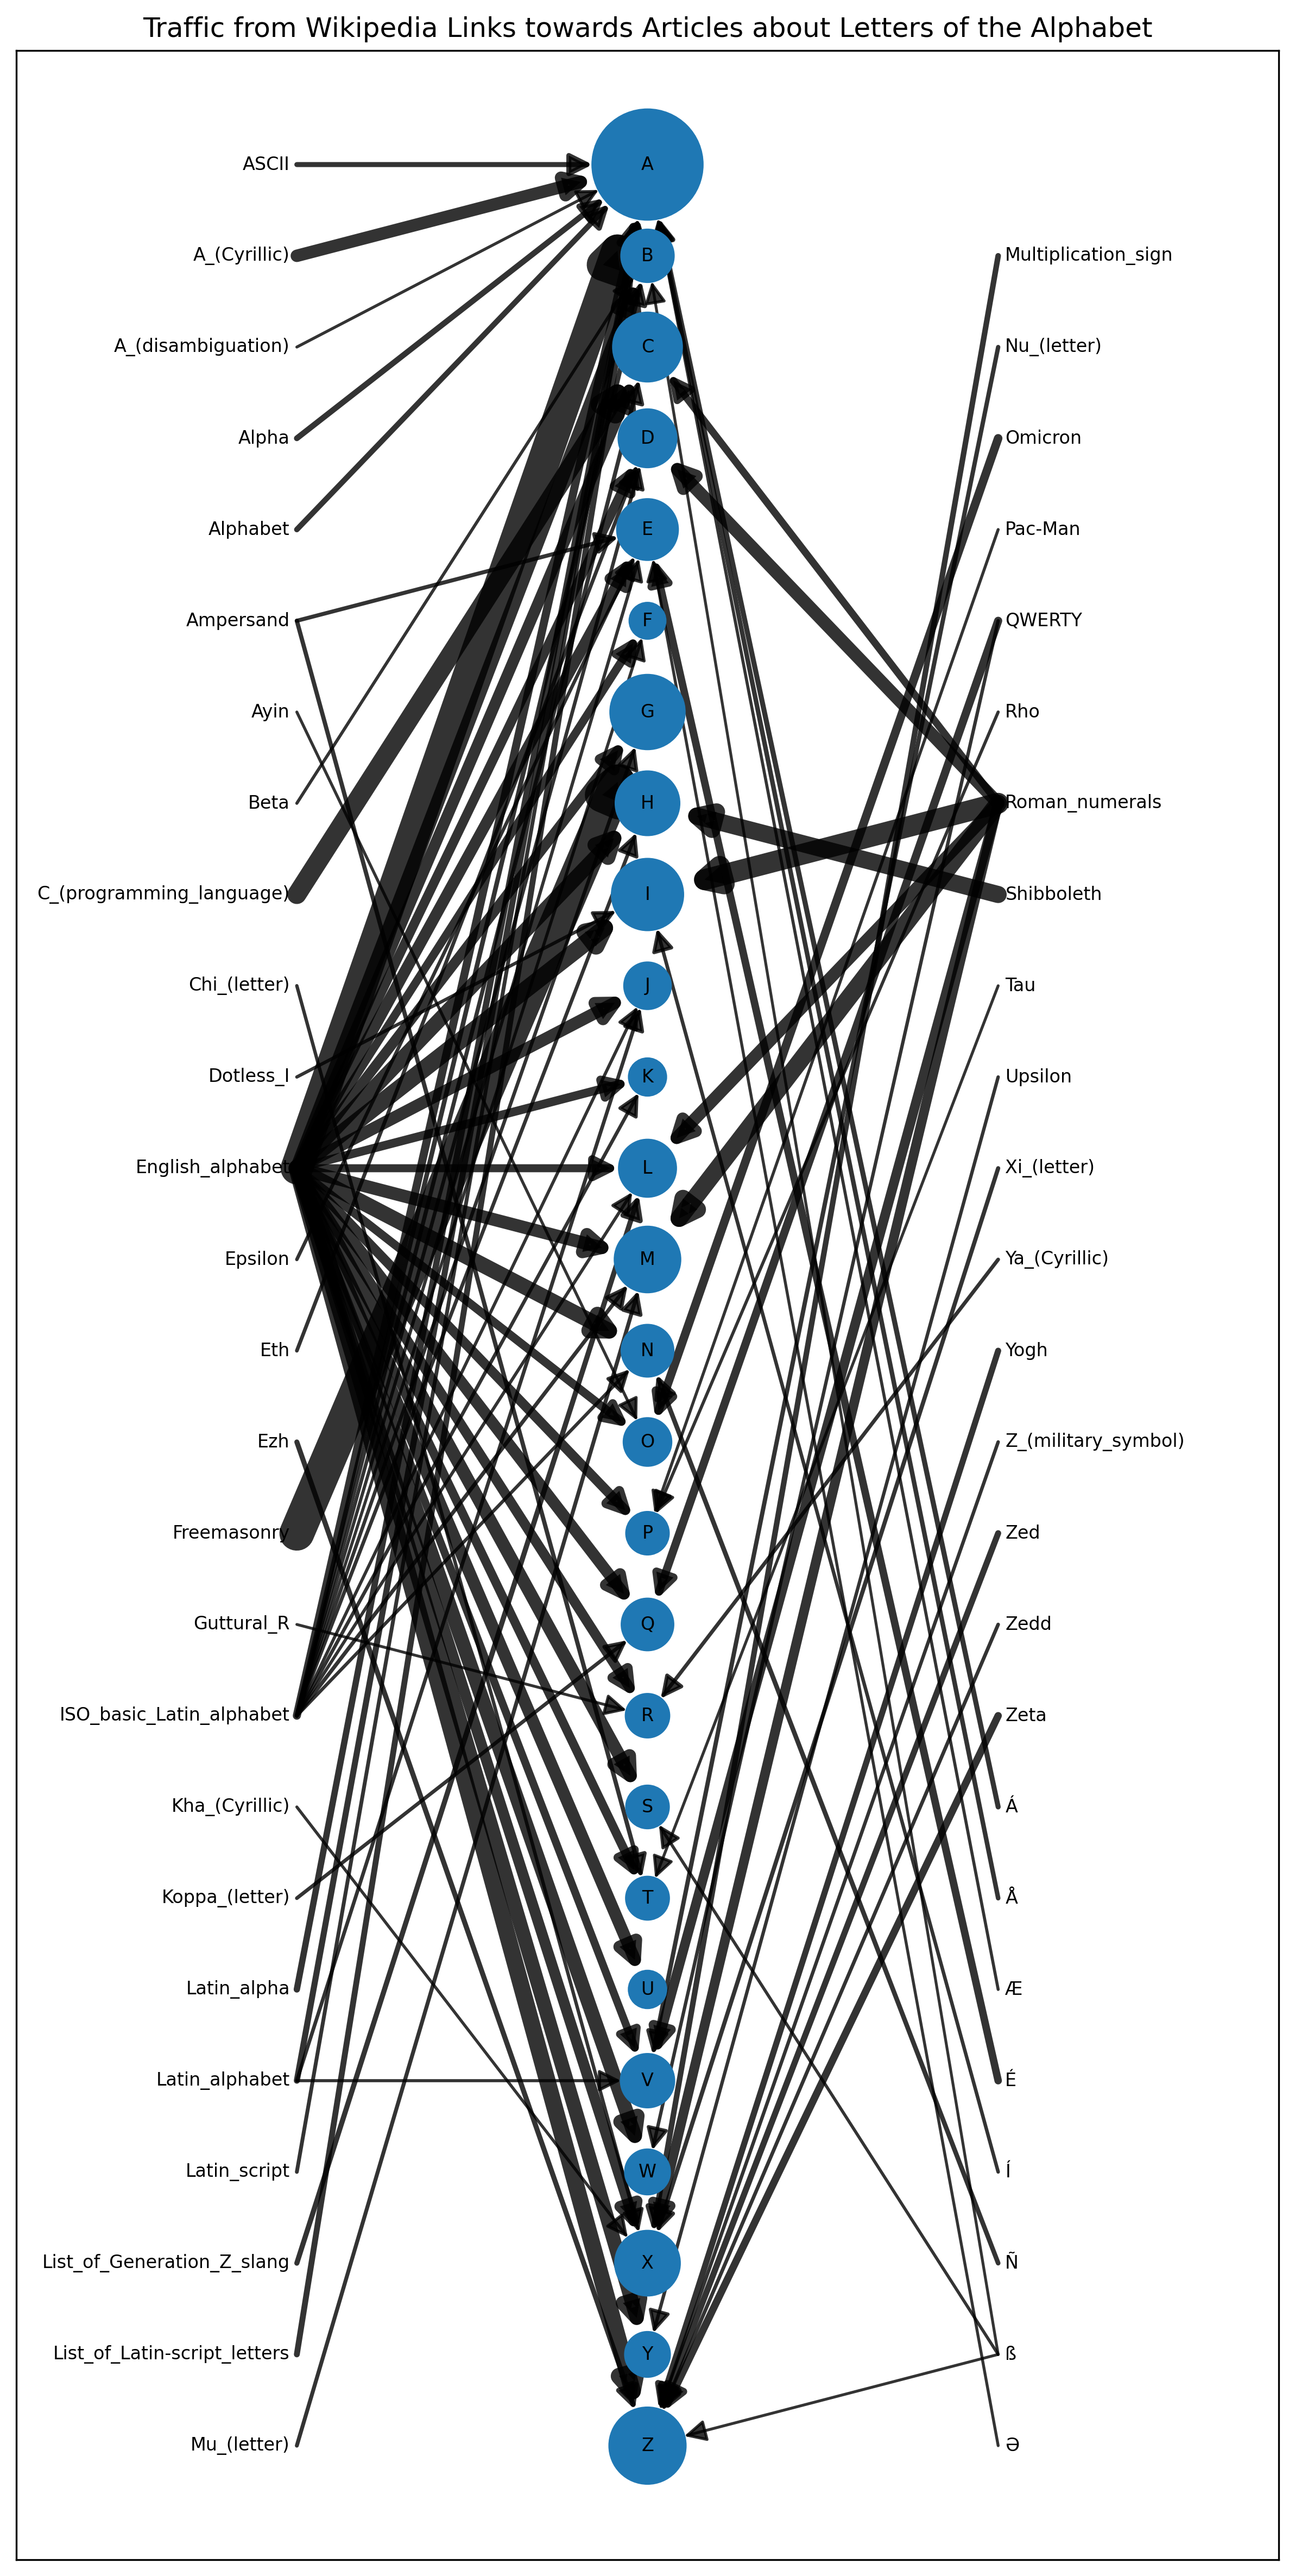 Traffic from Wikipedia Links towards Articles about Letters of the Alphabet
ASCII
A_(Cyrillic)
A_(disambiguation)
Alpha
Alphabet
Ampersand
Ayin
Beta
C_(programming_language)
Chi_(letter)
Dotless_I
English_alphabet
Epsilon
Eth
Ezh
Freemasonry
Guttural_R
ISO_basic_Latin_alphabet
Kha_(Cyrillic)
Koppa_(letter)
Latin_alpha
Latin_alphabet
Latin_script
List_of_Generation_Z_slang
List_of_Latin-script_letters
Mu_(letter)
A
B
C
D
E
F
G
H
I
J
K
L
M
N
O
P
Q
R
S
T
U
V
W
X
Y
Z
Multiplication_sign
Nu_(letter)
Omicron
Pac-Man
QWERTY
Rho
Roman_numerals
Shibboleth
Tau
Upsilon
Xi_(letter)
Ya_(Cyrillic)
Yogh
Z_(military_symbol)
Zed
Zedd
Zeta
Á
Å
Æ
É
Í
Ñ
ß
Ə